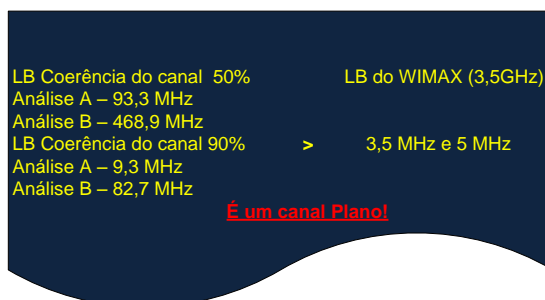 LB Coerência do canal 50% LB do WIMAX (3,5GHz)
Análise A – 93,3 MHz
Análise B – 468,9 MHz
LB Coerência do canal 90% > 3,5 MHz e 5 MHz
Análise A – 9,3 MHz
Análise B – 82,7 MHz
É um canal Plano!